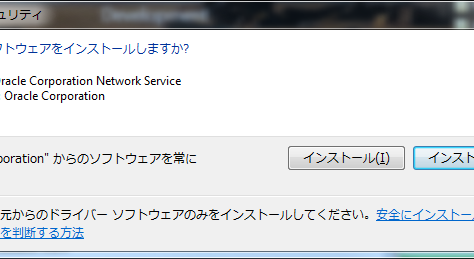 ュリティ
フトウェアをインストールしますか?
Oracle Corporation Network Service
Oracle Corporation
poration" からのソフトウェアを常に
インストール(I)
インスト
元からのドライバー ソフトウェアのみをインストールしてください。安全にインストー
を判断する方法